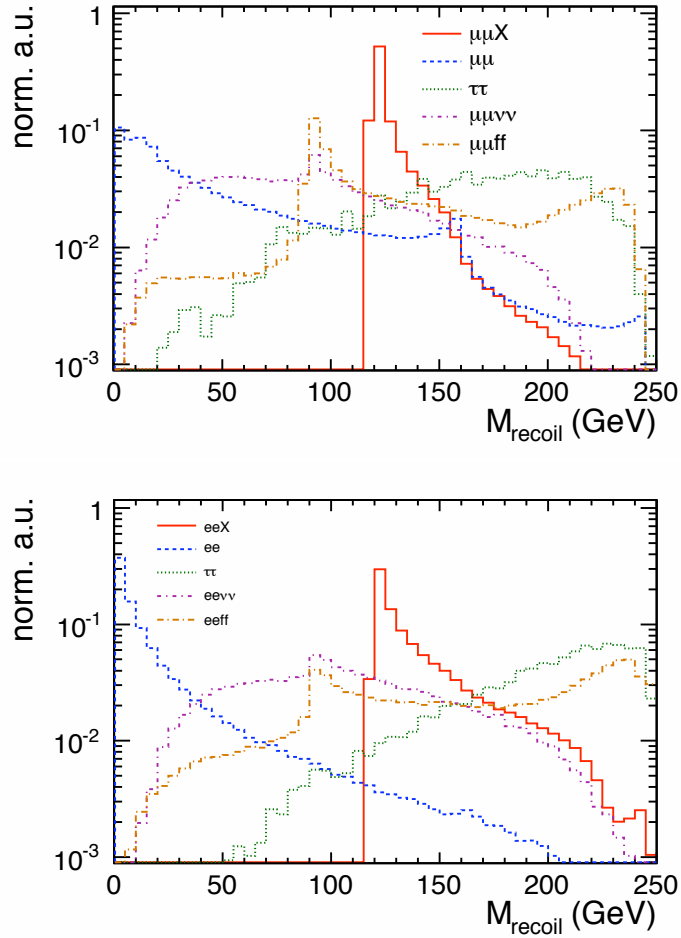 norm. a.u.
1
10⁻¹
10⁻²
10⁻³
μμX
μμ
ττ
μμνν
μμff
0 50 100 150 200 250
M_recoil (GeV)
norm. a.u.
1
10⁻¹
10⁻²
10⁻³
eeX
ee
ττ
eeνν
eeff
0 50 100 150 200 250
M_recoil (GeV)